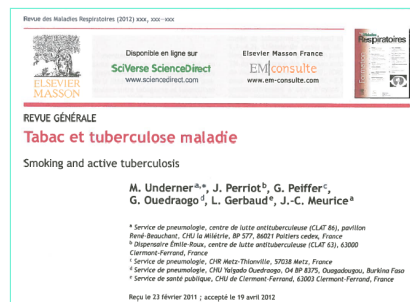 Revue des Maladies Respiratoires (2012) xxx, xxx—xxx
Disponible en ligne sur
SciVerse ScienceDirect
www.sciencedirect.com
Elsevier Masson France
EM|consulte
www.em-consulte.com
ELSEVIER
MASSON
Respiratoires
REVUE GÉNÉRALE
Tabac et tuberculose maladie
Smoking and active tuberculosis
M. Underner a,*, J. Perriot b, G. Peiffer c,
G. Ouedraogo d, L. Gerbaud e, J.-C. Meurice a
a Service de pneumologie, centre de lutte antituberculeuse (CLAT 86), pavillon
René-Beauchant, CHU la Milétrie, BP 577, 86021 Poitiers cedex, France
b Dispensaire Émile-Roux, centre de lutte antituberculeuse (CLAT 63), 63000
Clermont-Ferrand, France
c Service de pneumologie, CHR Metz-Thionville, 57038 Metz, France
d Service de pneumologie, CHU Yalgado Ouedraogo, 04 BP 8375, Ouagadougou, Burkina Faso
e Service de santé publique, CHU de Clermont-Ferrand, 63003 Clermont-Ferrand, France
Reçu le 23 février 2011 ; accepté le 19 avril 2012